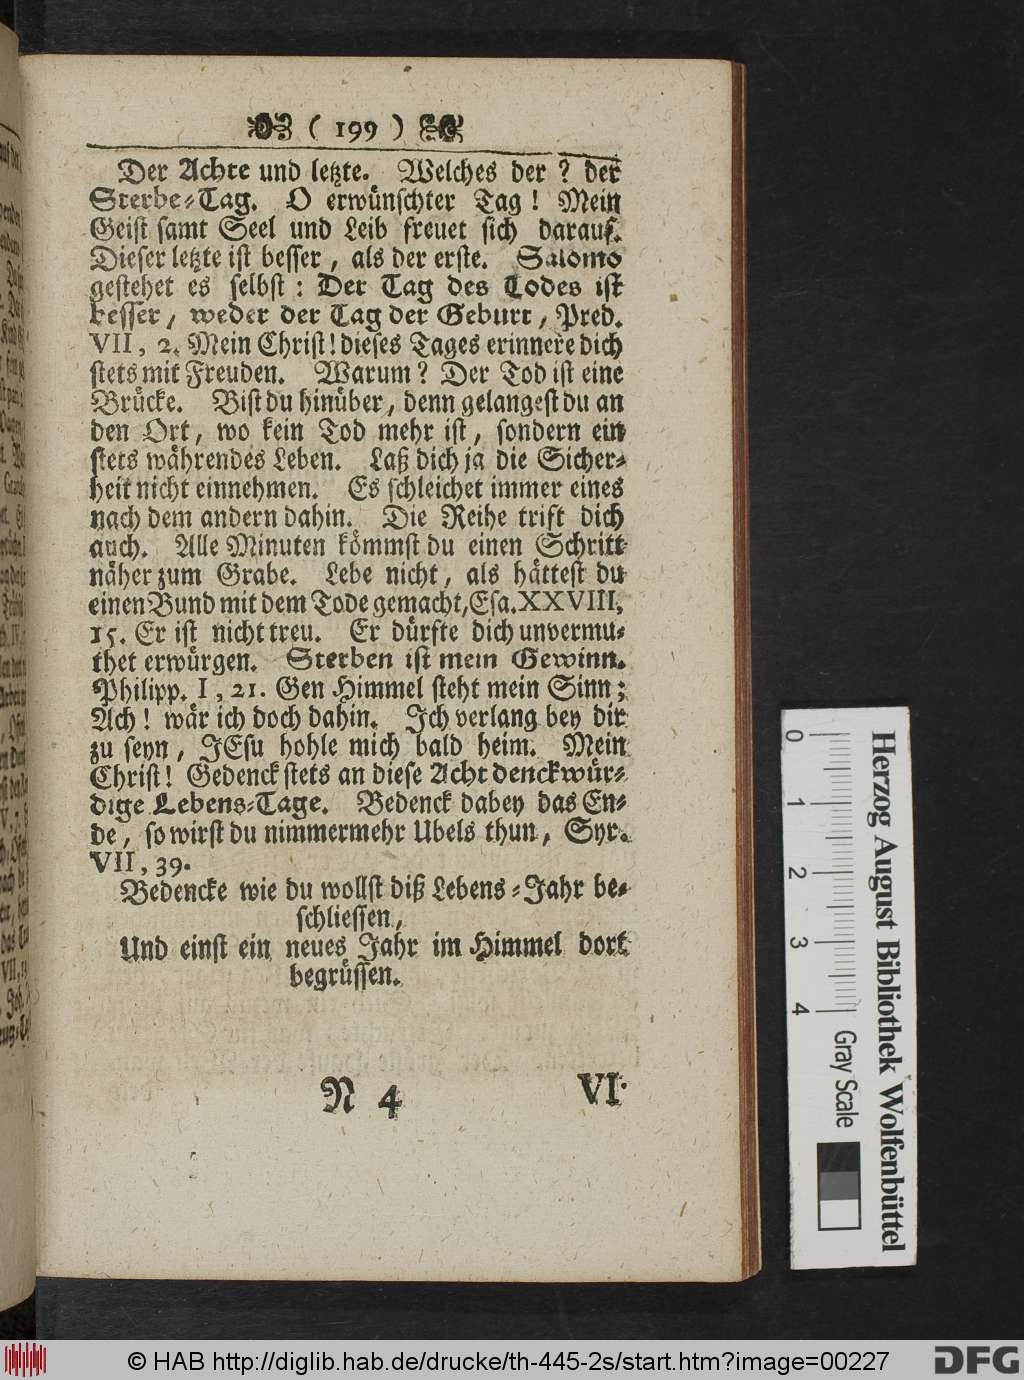 ( 199 )
Der Achte und letzte. Welches der ? der
Sterbe-Tag. O erwünschter Tag ! Mein
Geist samt Seel und Leib freuet sich darauf.
Dieser letzte ist besser, als der erste. Salomo
gestehet es selbst : Der Tag des Todes ist
besser, weder der Tag der Geburt, Pred.
VII, 2. Mein Christ! dieses Tages erinnere dich
stets mit Freuden. Warum? Der Tod ist eine
Brücke. Bist du hinüber, denn gelangest du an
den Ort, wo kein Tod mehr ist, sondern ein
stets währendes Leben. Laß dich ja die Sicher-
heit nicht einnehmen. Es schleichet immer eines
nach dem andern dahin. Die Reihe trift dich
auch. Alle Minuten kömmst du einen Schritt
näher zum Grabe. Lebe nicht, als hättest du
einen Bund mit dem Tode gemacht, Esa. XXVIII,
15. Er ist nicht treu. Er dürfte dich unvermu-
thet erwürgen. Sterben ist mein Gewinn.
Philipp. I, 21. Gen Himmel steht mein Sinn;
Ach! wär ich doch dahin. Ich verlang bey dir
zu seyn, JEsu hohle mich bald heim. Mein
Christ! Gedenck stets an diese Acht denckwür-
dige Lebens-Tage. Bedenck dabey das En-
de, so wirst du nimmermehr Ubels thun, Syr.
VII, 39.
Bedencke wie du wollst diß Lebens-Jahr be-
schliessen,
Und einst ein neues Jahr im Himmel dort
begrüssen.
N 4 VI.
0 1 2 3 4
Gray Scale
Herzog August Bibliothek Wolfenbüttel
© HAB http://diglib.hab.de/drucke/th-445-2s/start.htm?image=00227
DFG